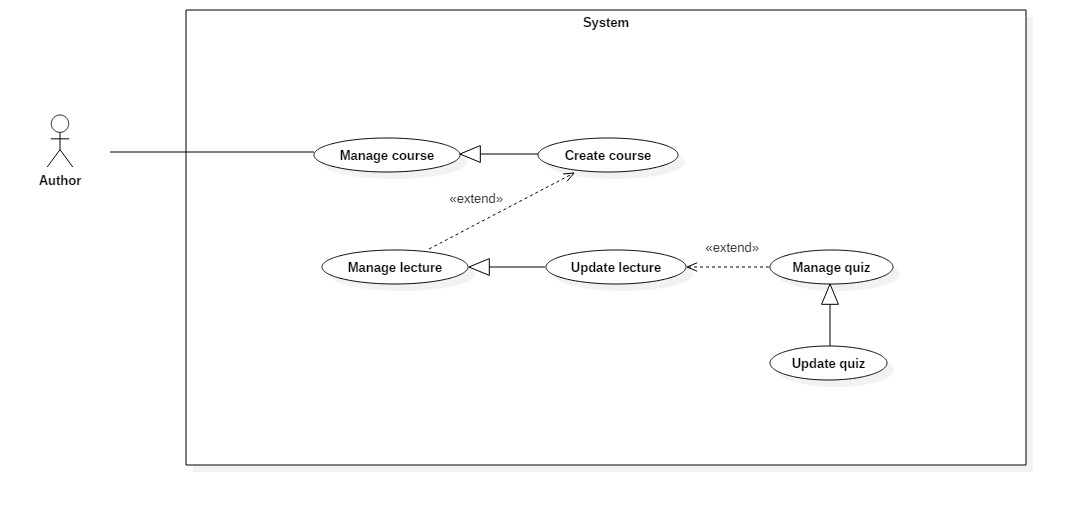 System
Author
Manage course
Create course
«extend»
Manage lecture
Update lecture
«extend»
Manage quiz
Update quiz